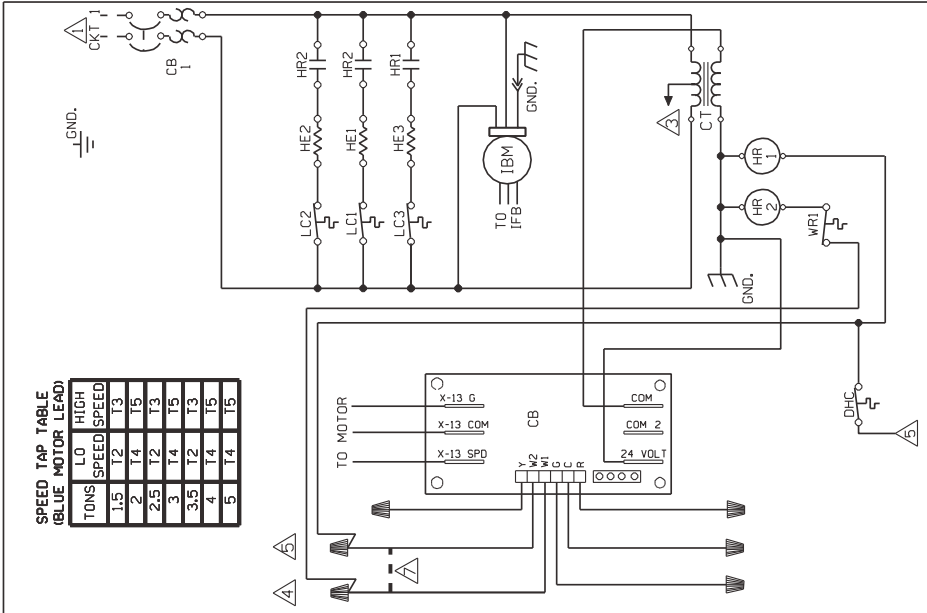 1
CKT 1
CB
1
GND.
HR2
HR2
HR1
HE2
HE1
HE3
LC2
LC1
LC3
GND.
IBM
TO
IFB
3
CT
HR
1
HR
2
WR1
GND.
SPEED TAP TABLE
(BLUE MOTOR LEAD)
TONS LO SPEED HIGH SPEED
1.5 T2 T3
2 T4 T5
2.5 T2 T3
3 T4 T5
3.5 T2 T3
4 T4 T5
5 T4 T5
TO MOTOR
X-13 G
X-13 COM
X-13 SPD
CB
COM
COM 2
24 VOLT
Y
W2
W1
G
C
R
DHC
5
5
7
4